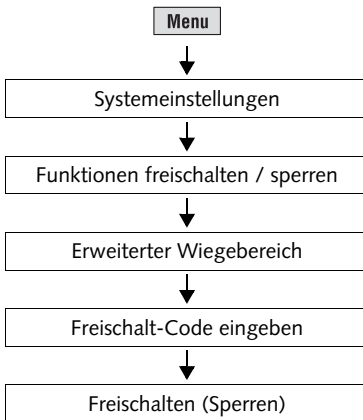 Menu
Systemeinstellungen
Funktionen freischalten / sperren
Erweiterter Wiegebereich
Freischalt-Code eingeben
Freischalten (Sperren)